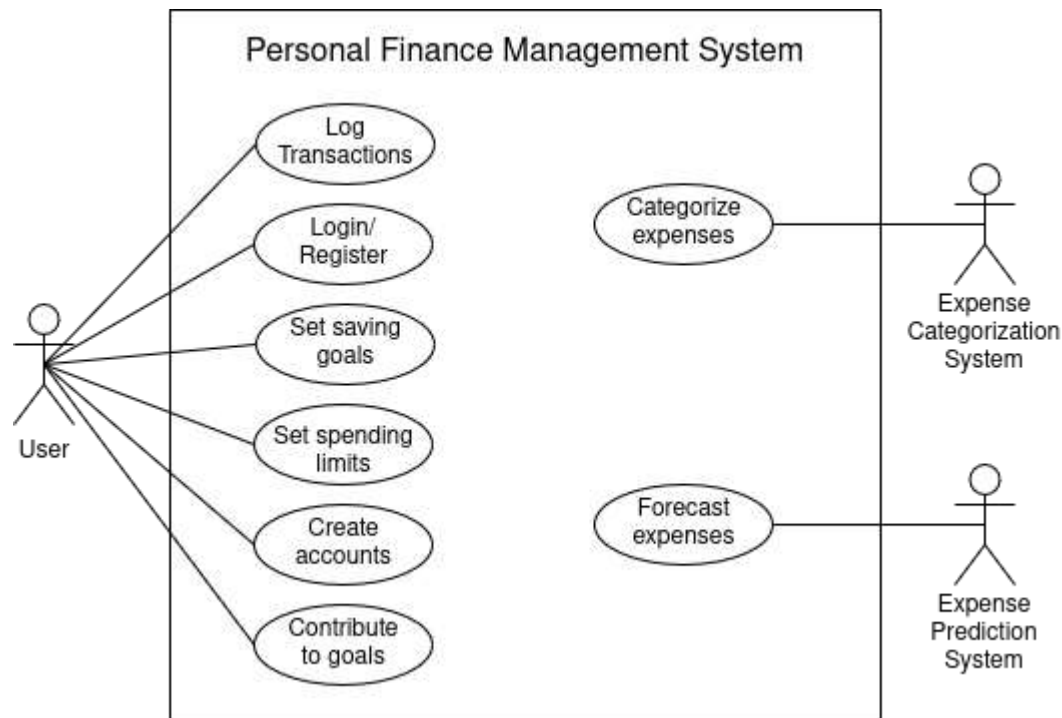 Personal Finance Management System
Log
Transactions
Login/
Register
Set saving
goals
Set spending
limits
Create
accounts
Contribute
to goals
User
Categorize
expenses
Forecast
expenses
Expense
Categorization
System
Expense
Prediction
System